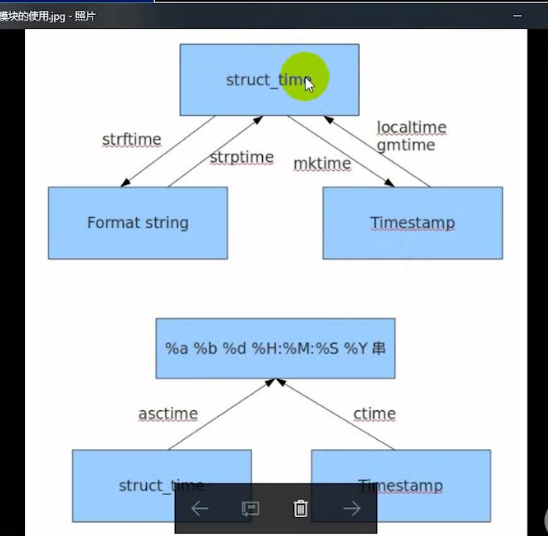 模块的使用.jpg - 照片
struct_time
strftime
strptime
mktime
localtime
gmtime
Format string
Timestamp
%a %b %d %H:%M:%S %Y 串
asctime
ctime
struct_time
Timestamp